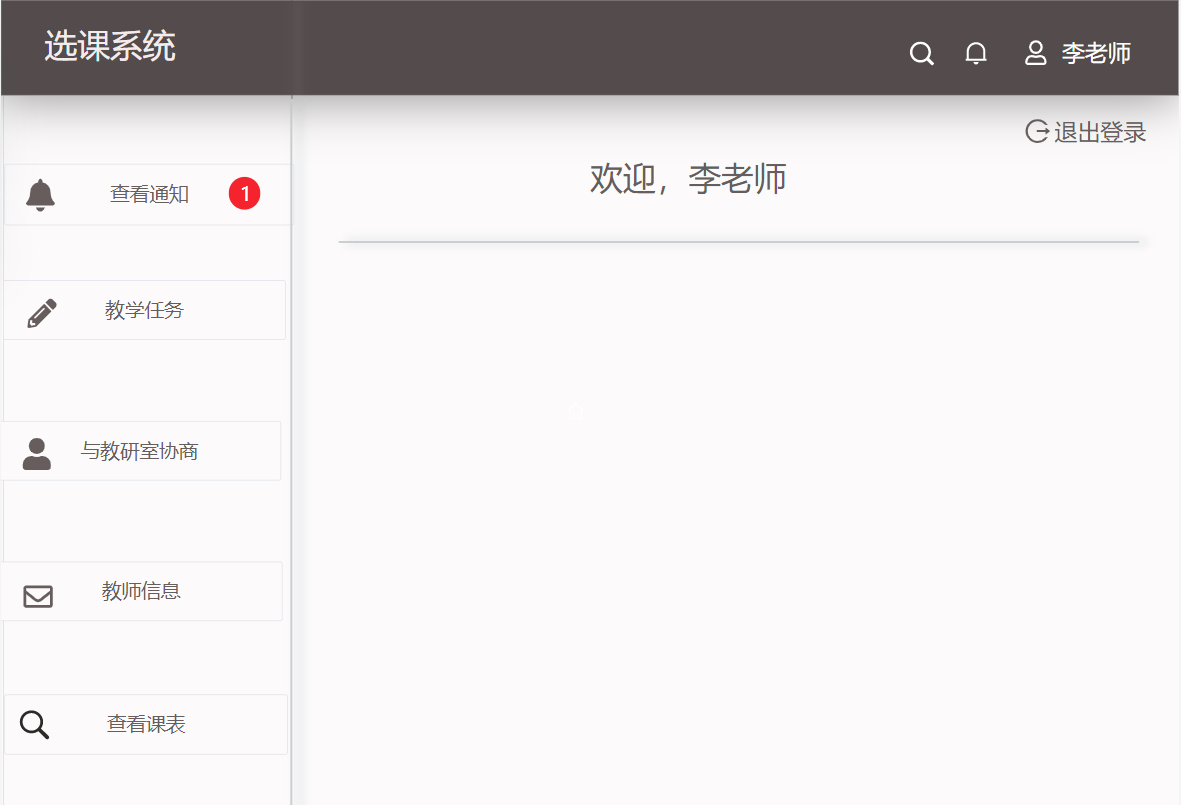 选课系统
李老师
退出登录
欢迎，李老师
查看通知 1
教学任务
与教研室协商
教师信息
查看课表